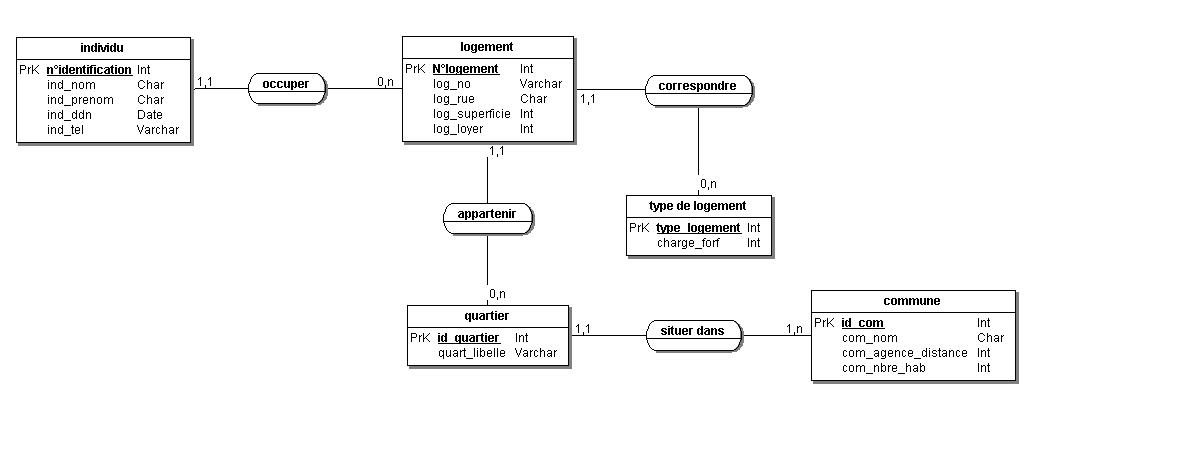 individu
PrK n°identification Int
ind_nom Char
ind_prenom Char
ind_ddn Date
ind_tel Varchar
1,1
occuper
0,n
logement
PrK N°logement Int
log_no Varchar
log_rue Char
log_superficie Int
log_loyer Int
1,1
correspondre
0,n
type de logement
PrK type_logement Int
charge_forf Int
1,1
appartenir
0,n
quartier
PrK id_quartier Int
quart_libelle Varchar
1,1
situer dans
1,n
commune
PrK id_com Int
com_nom Char
com_agence_distance Int
com_nbre_hab Int